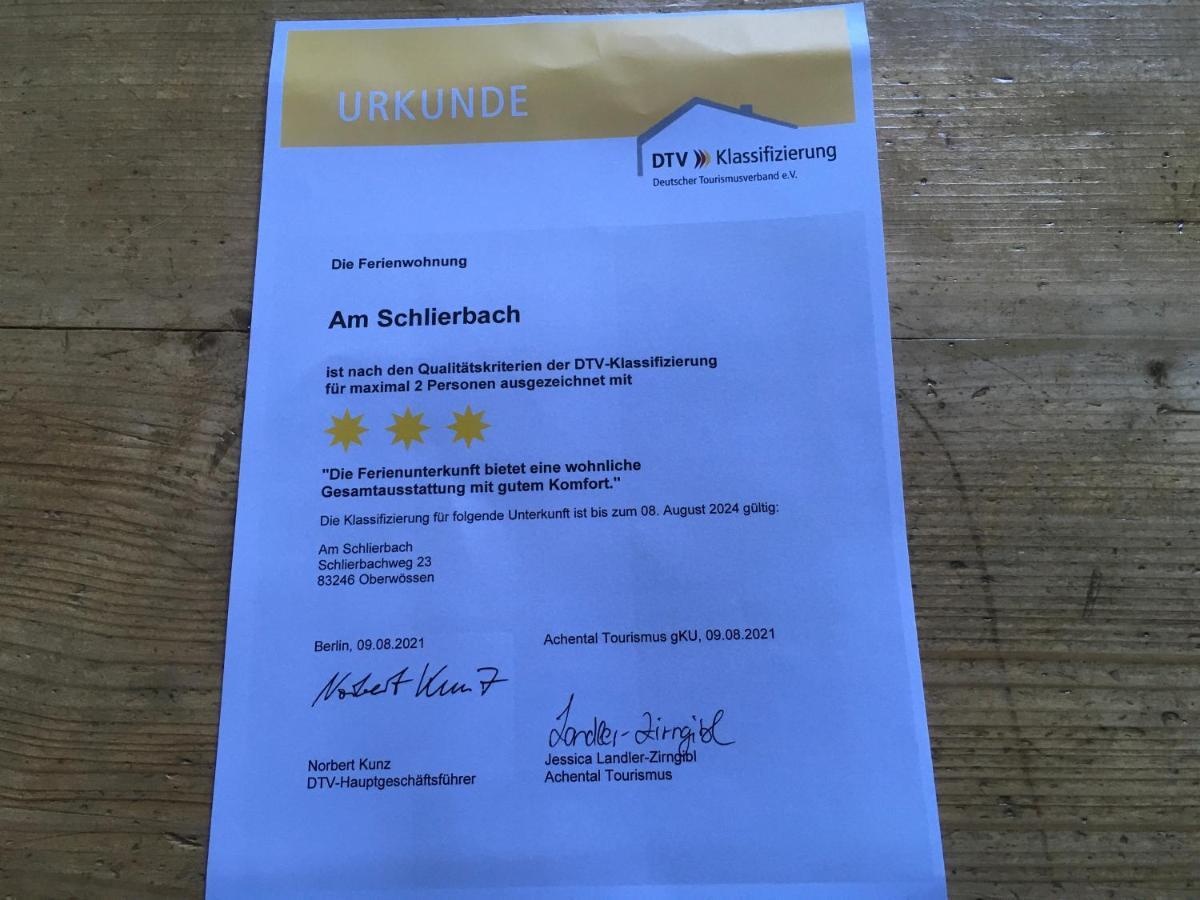 URKUNDE
DTV Klassifizierung
Deutscher Tourismusverband e.V.
Die Ferienwohnung
Am Schlierbach
ist nach den Qualitätskriterien der DTV-Klassifizierung
für maximal 2 Personen ausgezeichnet mit
"Die Ferienunterkunft bietet eine wohnliche
Gesamtausstattung mit gutem Komfort."
Die Klassifizierung für folgende Unterkunft ist bis zum 08. August 2024 gültig:
Am Schlierbach
Schlierbachweg 23
83246 Oberwössen
Berlin, 09.08.2021
Achental Tourismus gKU, 09.08.2021
Norbert Kunz
Landler-Zirngibl
Norbert Kunz
DTV-Hauptgeschäftsführer
Jessica Landler-Zirngibl
Achental Tourismus